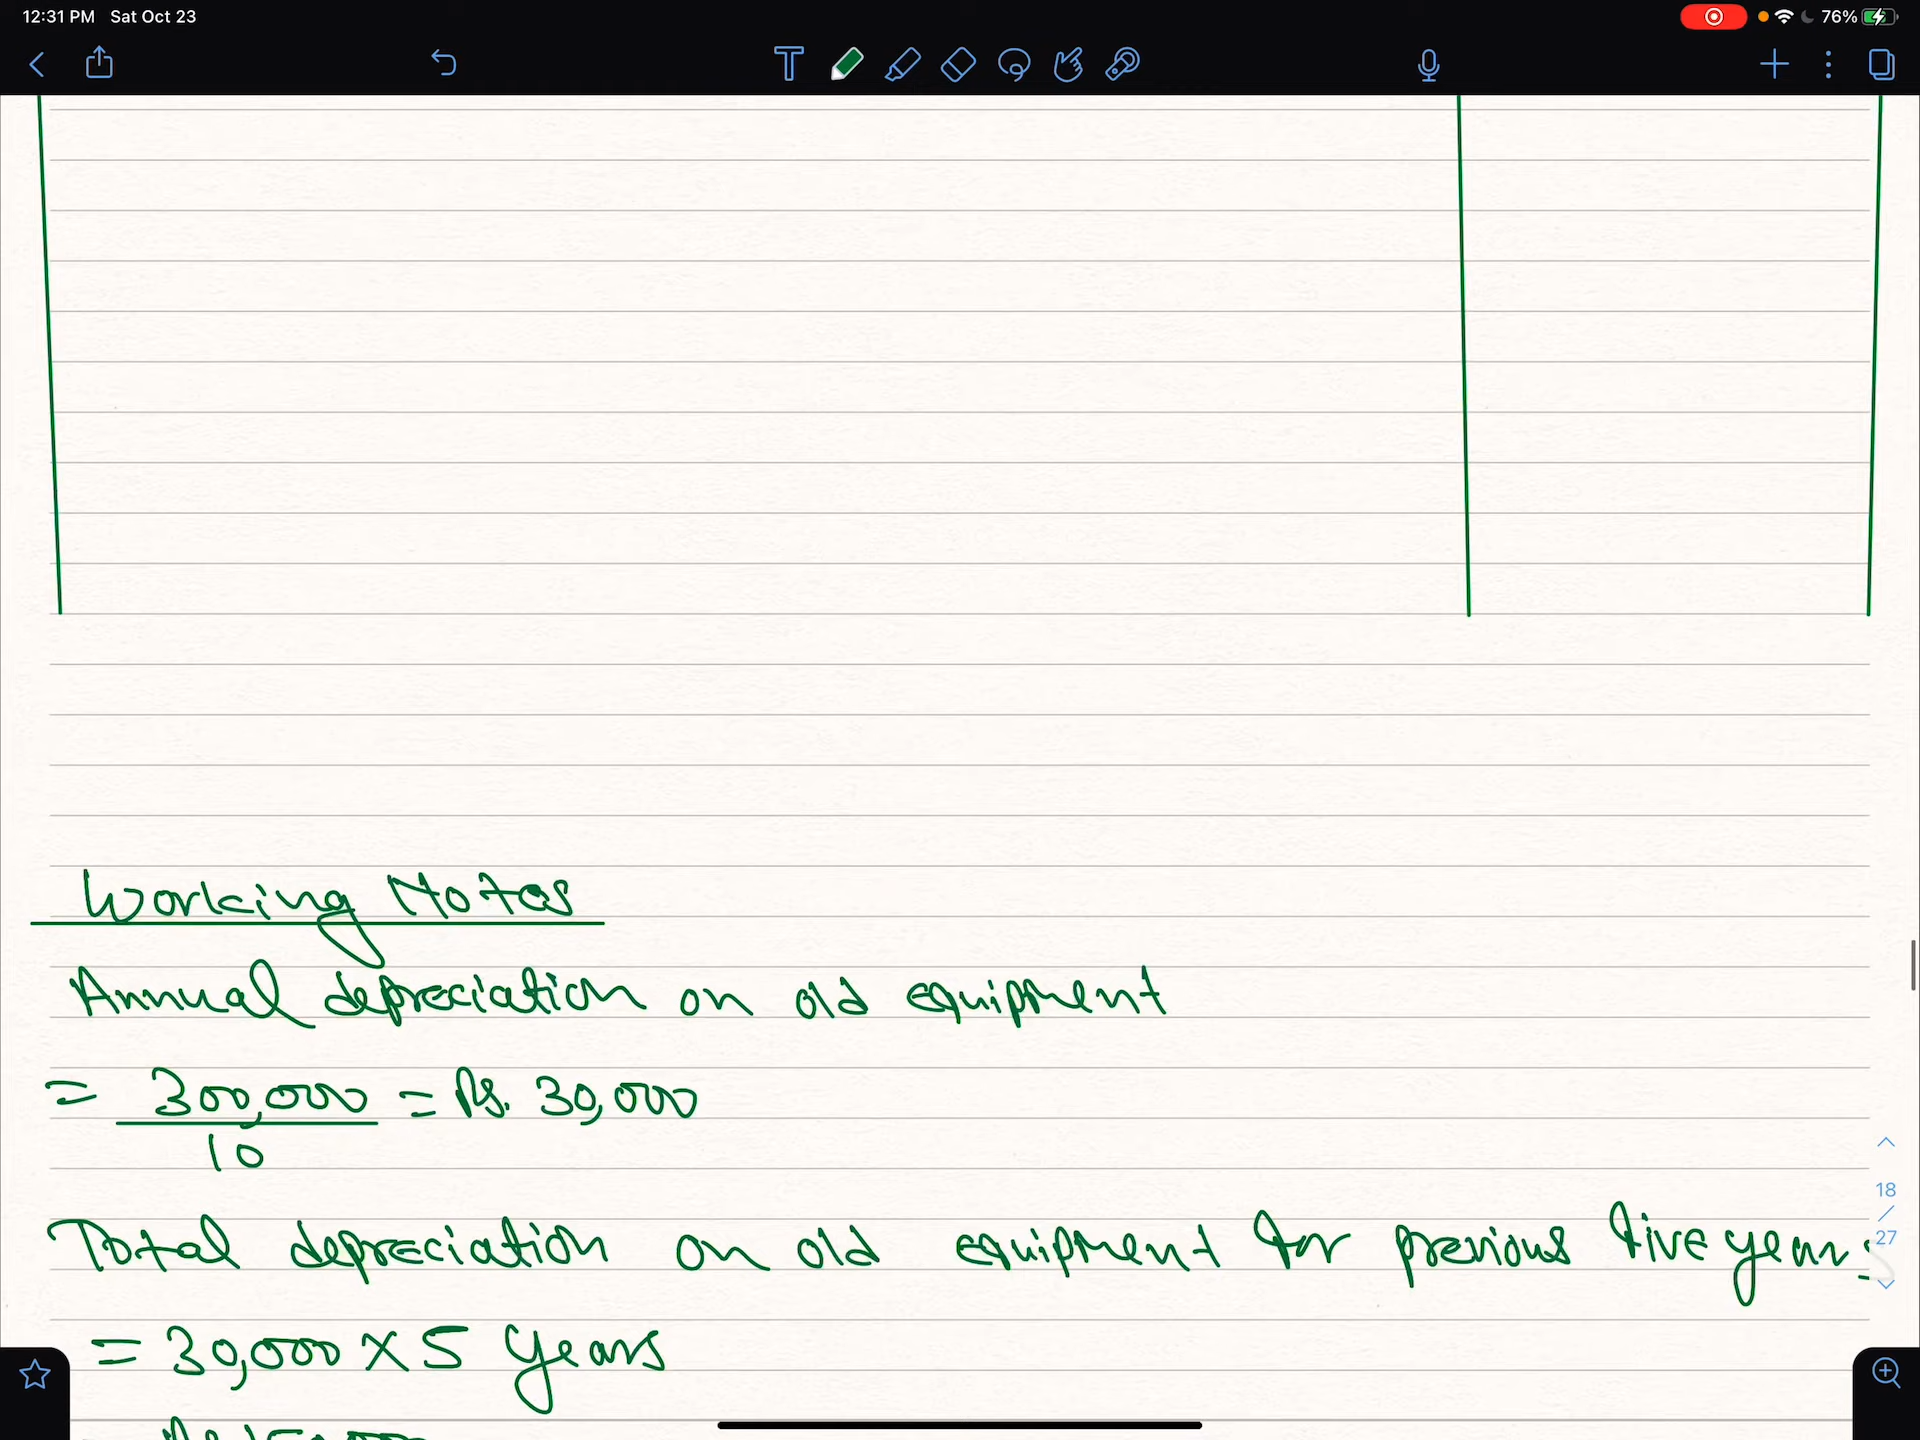 12:31 PM Sat Oct 23
76%
T
Working Notes
Annual depreciation on old equipment
= 300,000 = Rs. 30,000
10
Total depreciation on old equipment for previous five years
= 30,000 × 5 years
18
/
27